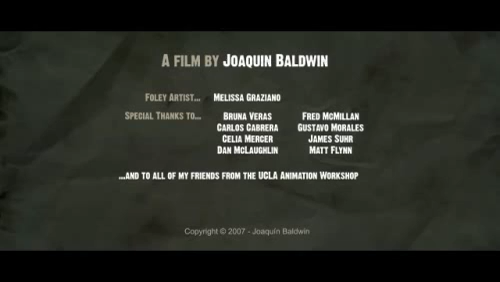 A FILM BY JOAQUIN BALDWIN
FOLEY ARTIST... MELISSA GRAZIANO
SPECIAL THANKS TO... BRUNA VERAS FRED MCMILLAN
CARLOS CABRERA GUSTAVO MORALES
CELIA MERCER JAMES SUHR
DAN MCLAUGHLIN MATT FLYNN
...AND TO ALL OF MY FRIENDS FROM THE UCLA ANIMATION WORKSHOP
Copyright © 2007 - Joaquín Baldwin